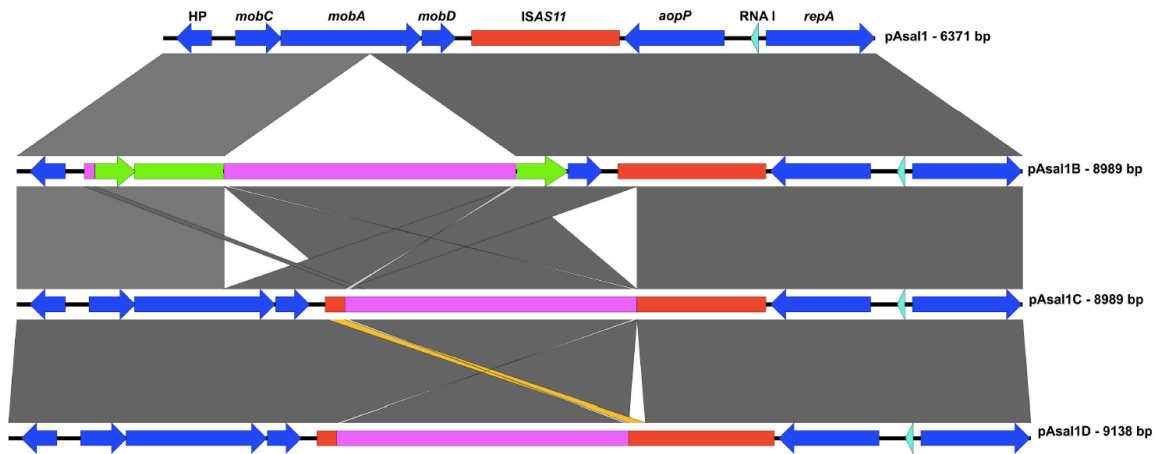 HP mobC mobA mobD ISAS11 aopP RNA I repA
pAsal1 - 6371 bp
pAsal1B - 8989 bp
pAsal1C - 8989 bp
pAsal1D - 9138 bp